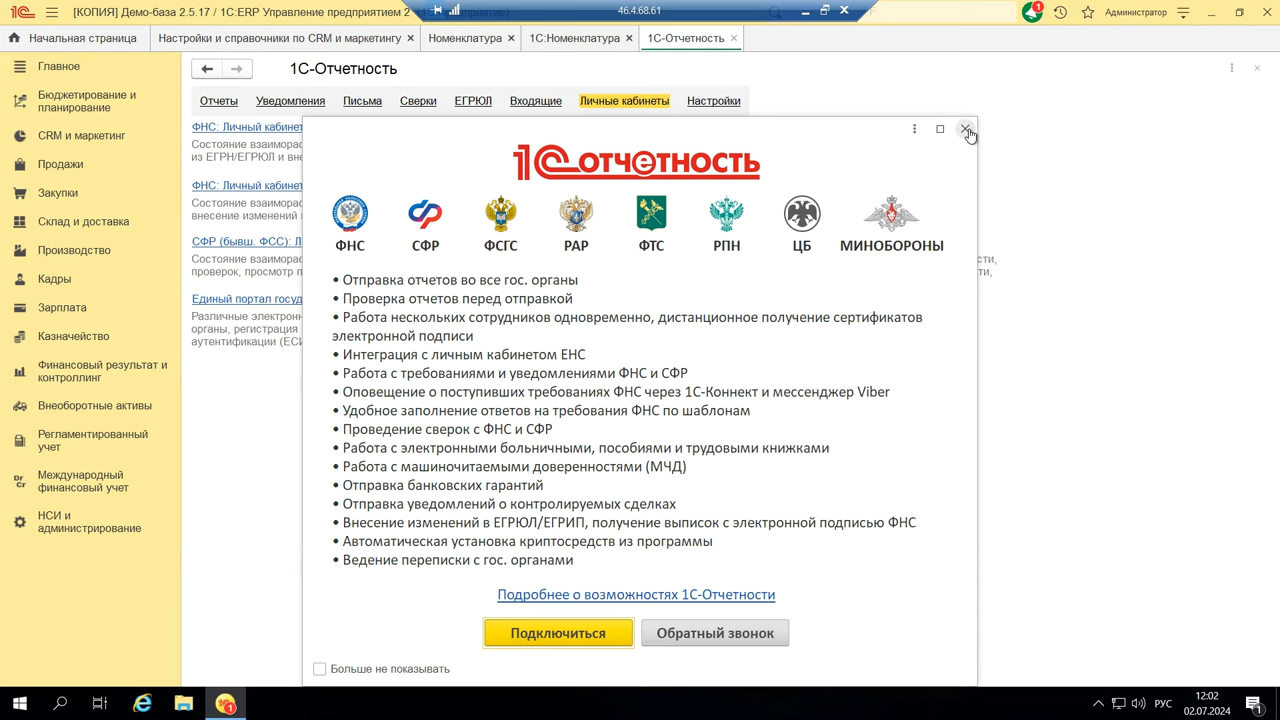 [КОПИЯ] Демо-база 2.5.17 / 1С:ERP Управление предприятием 2
46.4.68.61
1
Администратор
Начальная страница
Настройки и справочники по CRM и маркетингу
Номенклатура
1С:Номенклатура
1С-Отчетность
Главное
Бюджетирование и
планирование
CRM и маркетинг
Продажи
Закупки
Склад и доставка
Производство
Кадры
Зарплата
Казначейство
Финансовый результат и
контроллинг
Внеоборотные активы
Регламентированный
учет
Международный
финансовый учет
НСИ и
администрирование
1С-Отчетность
Отчеты
Уведомления
Письма
Сверки
ЕГРЮЛ
Входящие
Личные кабинеты
Настройки
ФНС: Личный кабинет
Состояние взаиморас
из ЕГРН/ЕГРЮЛ и вне
ФНС: Личный кабинет
Состояние взаиморас
внесение изменений в
СФР (бывш. ФСС): Л
Состояние взаиморас
проверок, просмотр п
Единый портал госуд
Различные электронн
органы, регистрация
аутентификации (ЕСИ
1С отчетность
ФНС
СФР
ФСГС
РАР
ФТС
РПН
ЦБ
МИНОБОРОНЫ
• Отправка отчетов во все гос. органы
• Проверка отчетов перед отправкой
• Работа нескольких сотрудников одновременно, дистанционное получение сертификатов
электронной подписи
• Интеграция с личным кабинетом ЕНС
• Работа с требованиями и уведомлениями ФНС и СФР
• Оповещение о поступивших требованиях ФНС через 1С-Коннект и мессенджер Viber
• Удобное заполнение ответов на требования ФНС по шаблонам
• Проведение сверок с ФНС и СФР
• Работа с электронными больничными, пособиями и трудовыми книжками
• Работа с машиночитаемыми доверенностями (МЧД)
• Отправка банковских гарантий
• Отправка уведомлений о контролируемых сделках
• Внесение изменений в ЕГРЮЛ/ЕГРИП, получение выписок с электронной подписью ФНС
• Автоматическая установка криптосредств из программы
• Ведение переписки с гос. органами
Подробнее о возможностях 1С-Отчетности
Подключиться
Обратный звонок
Больше не показывать
РУС
12:02
02.07.2024
1